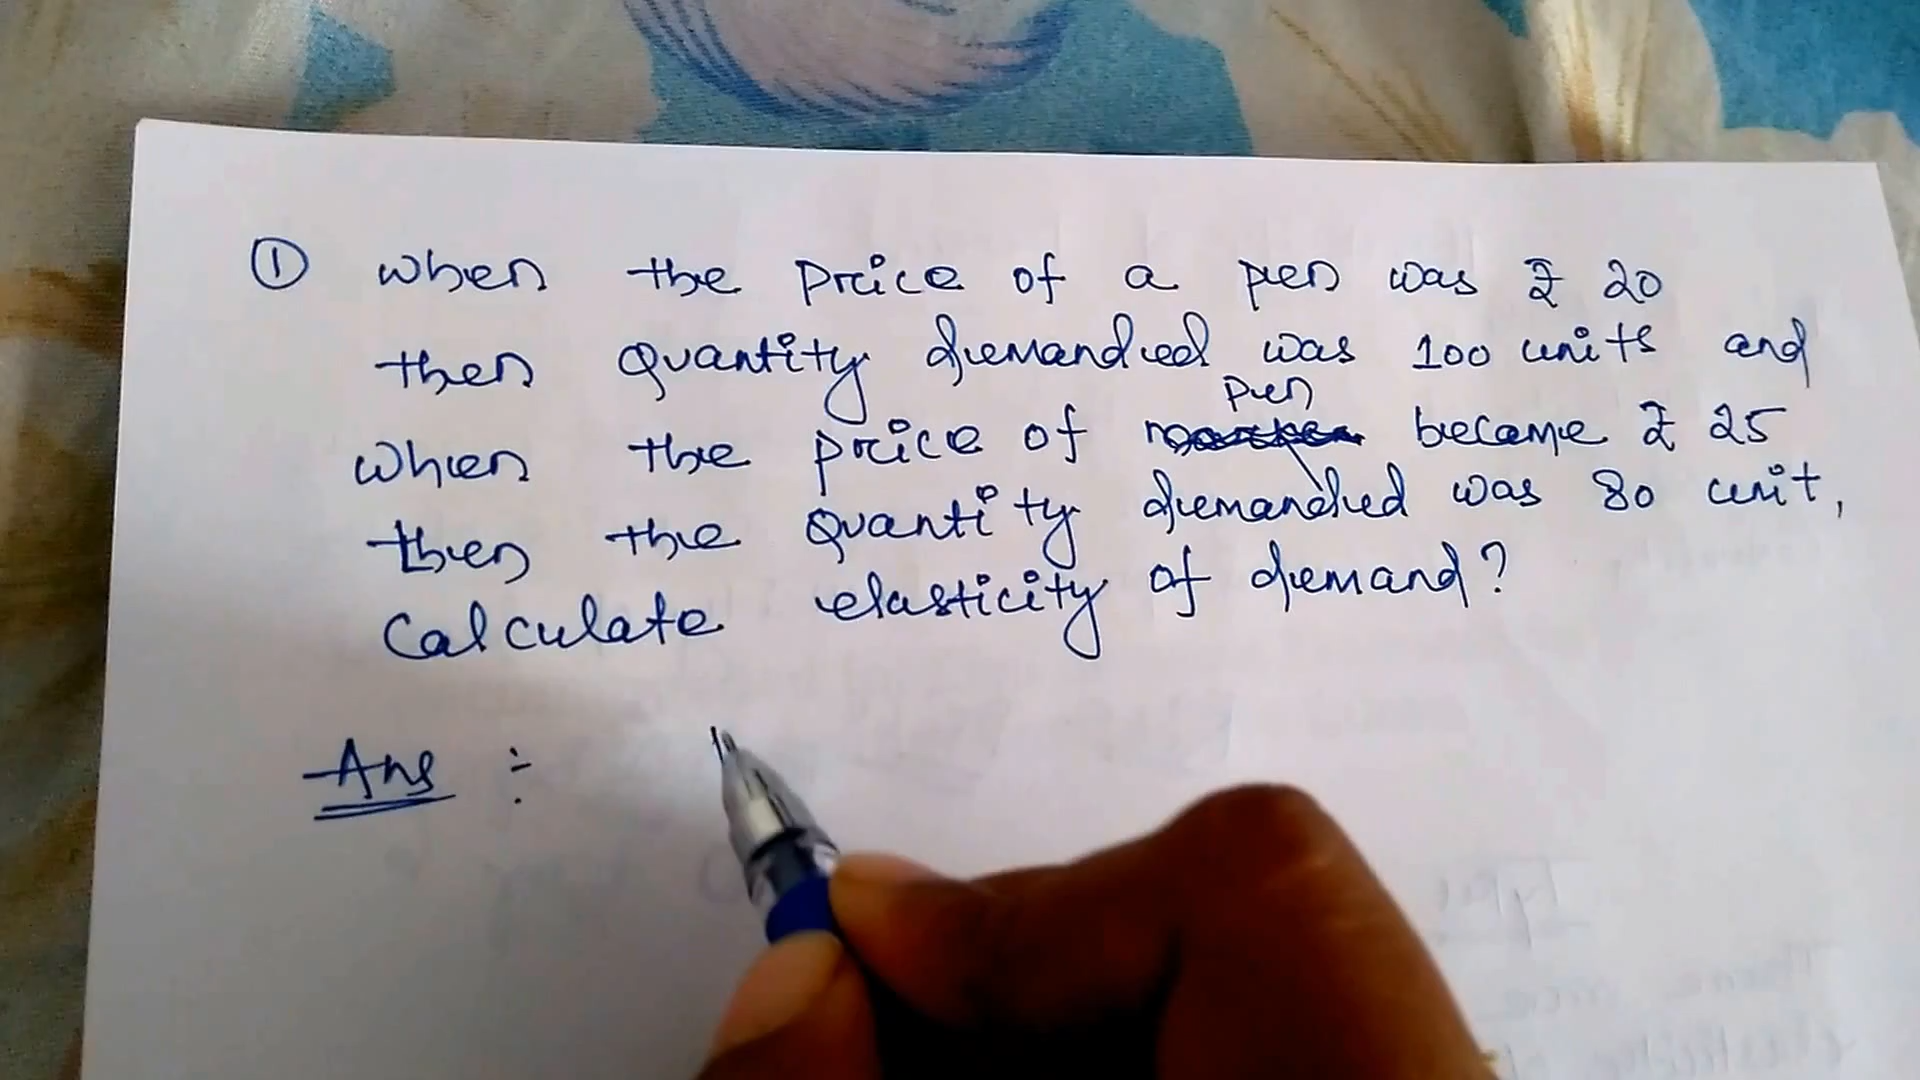 ① When the price of a pen was ₹ 20
then quantity demanded was 100 units and
pen
when the price of became ₹ 25
then the quantity demanded was 80 unit,
Calculate elasticity of demand?
Ans ÷